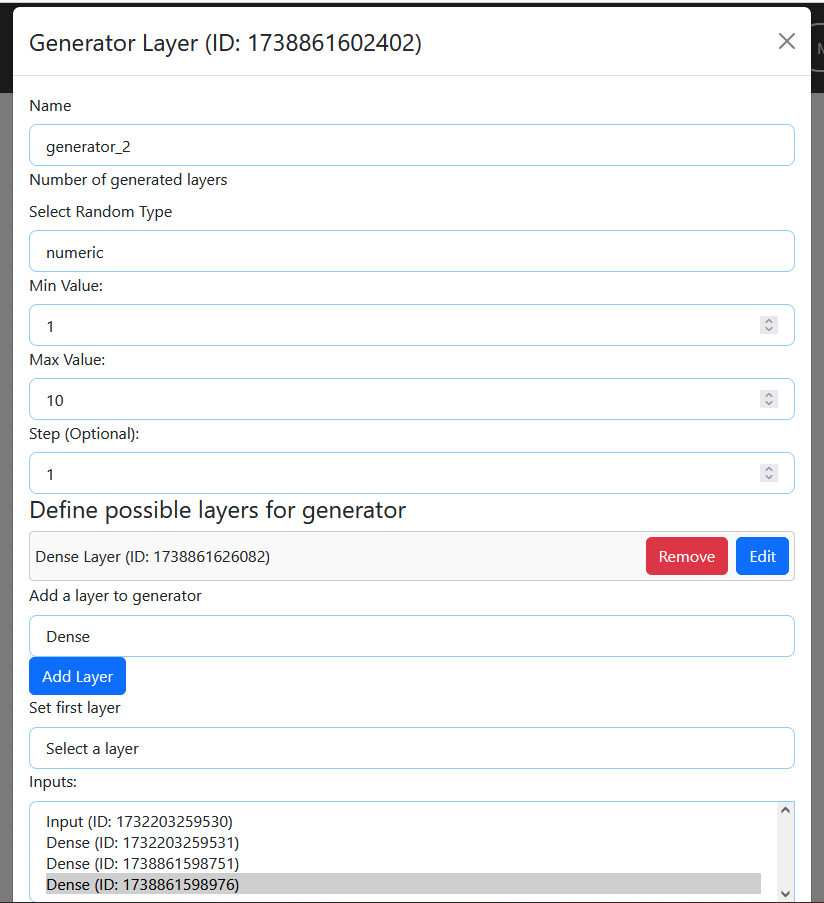 Generator Layer (ID: 1738861602402)
Name
generator_2
Number of generated layers
Select Random Type
numeric
Min Value:
1
Max Value:
10
Step (Optional):
1
Define possible layers for generator
Dense Layer (ID: 1738861626082)
Remove
Edit
Add a layer to generator
Dense
Add Layer
Set first layer
Select a layer
Inputs:
Input (ID: 1732203259530)
Dense (ID: 1732203259531)
Dense (ID: 1738861598751)
Dense (ID: 1738861598976)